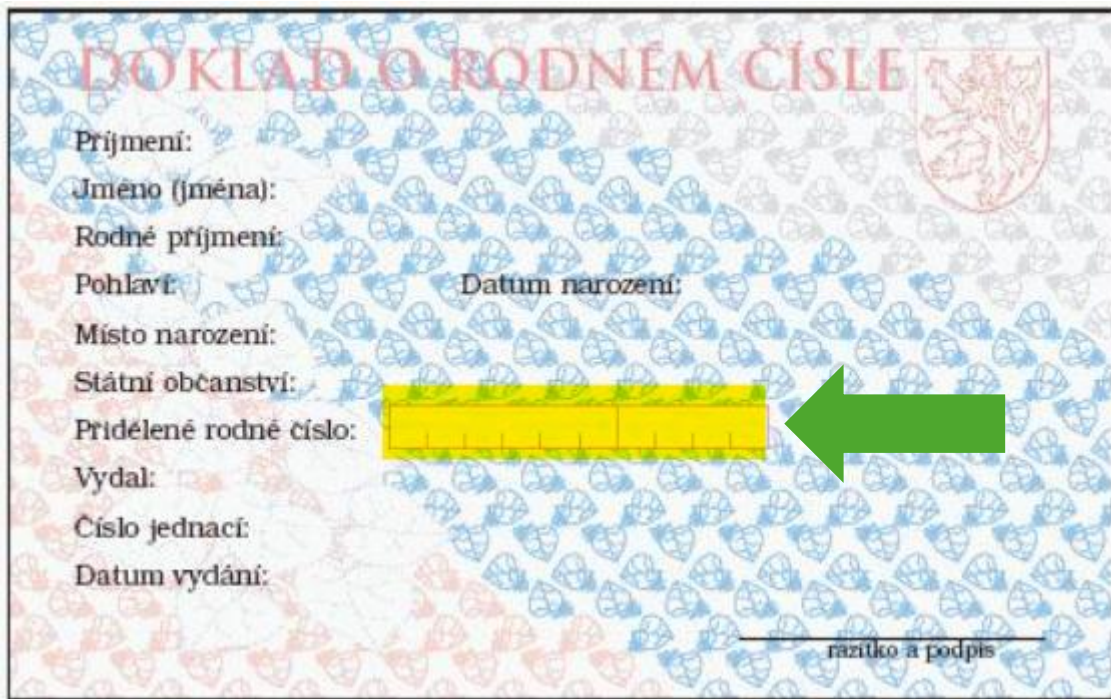 DOKLAD O RODNÉM ČÍSLE
Příjmení:
Jméno (jména):
Rodné příjmení:
Pohlaví: Datum narození:
Místo narození:
Státní občanství:
Přidělené rodné číslo:
Vydal:
Číslo jednací:
Datum vydání:
razítko a podpis